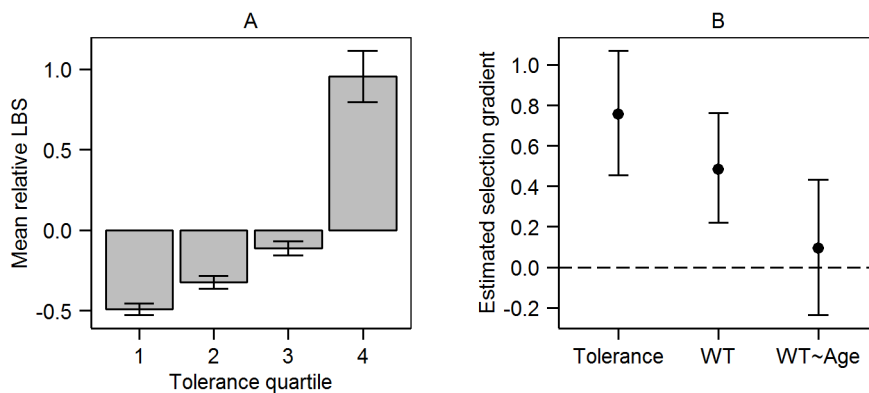 A
Mean relative LBS
1.0
0.5
0.0
-0.5
1 2 3 4
Tolerance quartile
B
Estimated selection gradient
1.0
0.8
0.6
0.4
0.2
0.0
-0.2
Tolerance WT WT~Age